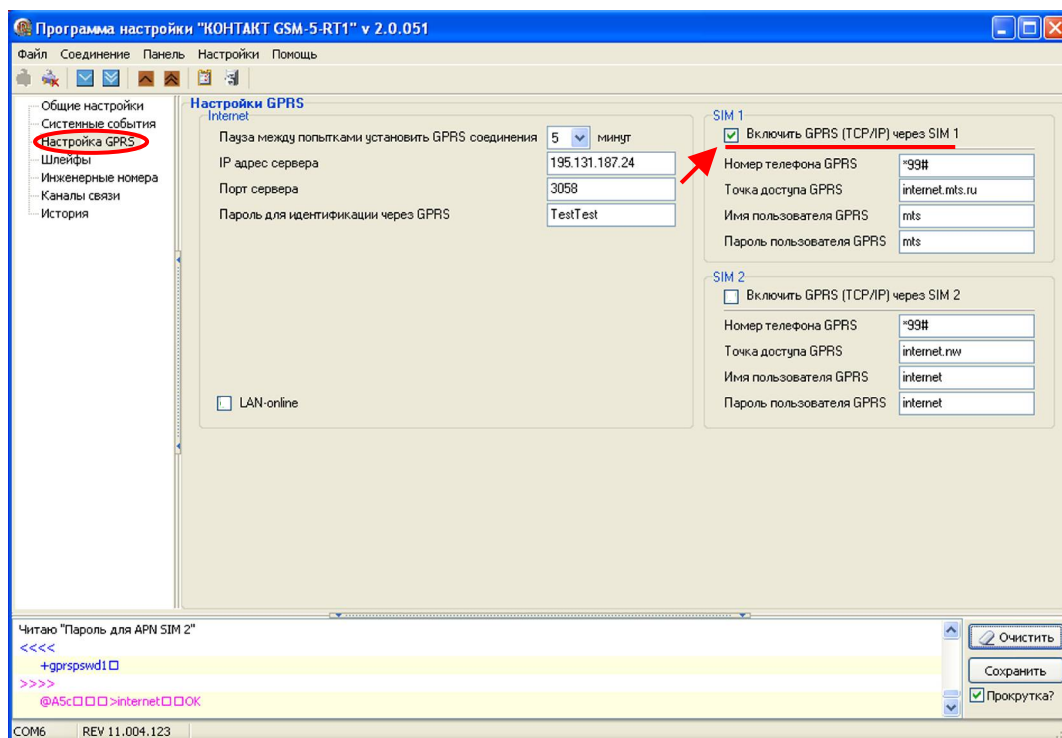 Программа настройки "КОНТАКТ GSM-5-RT1" v 2.0.051
Файл Соединение Панель Настройки Помощь
Общие настройки
Системные события
Настройка GPRS
Шлейфы
Инженерные номера
Каналы связи
История
Настройки GPRS
Internet
Пауза между попытками установить GPRS соединения 5 минут
IP адрес сервера 195.131.187.24
Порт сервера 3058
Пароль для идентификации через GPRS TestTest
LAN-online
SIM 1
Включить GPRS (TCP/IP) через SIM 1
Номер телефона GPRS *99#
Точка доступа GPRS internet.mts.ru
Имя пользователя GPRS mts
Пароль пользователя GPRS mts
SIM 2
Включить GPRS (TCP/IP) через SIM 2
Номер телефона GPRS *99#
Точка доступа GPRS internet.nw
Имя пользователя GPRS internet
Пароль пользователя GPRS internet
Читаю "Пароль для APN SIM 2"
<<<<
+gprspswd1□
>>>>
@A5c□□□>internet□□OK
Очистить
Сохранить
Прокрутка?
COM6 REV 11.004.123